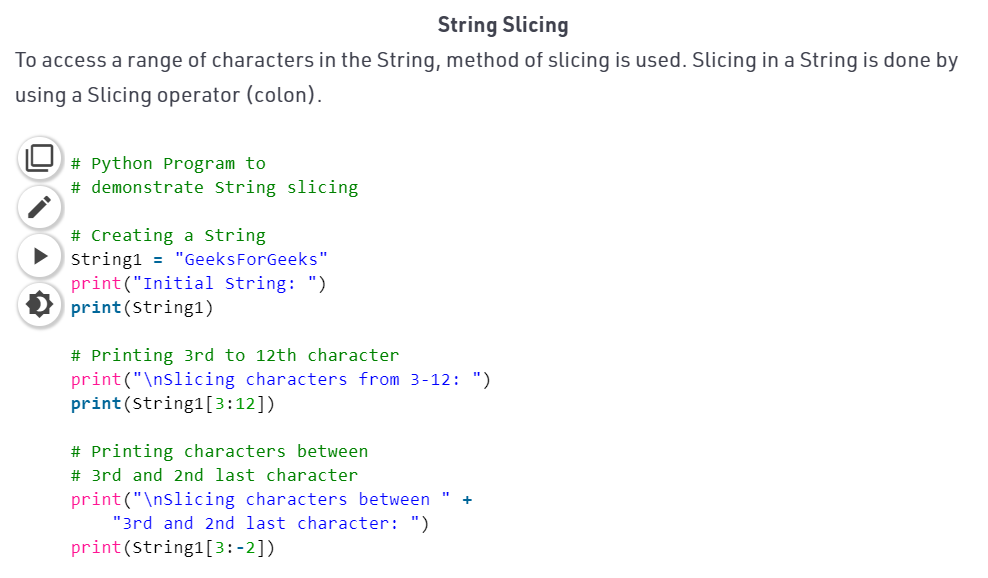 String Slicing
To access a range of characters in the String, method of slicing is used. Slicing in a String is done by
using a Slicing operator (colon).
# Python Program to
# demonstrate String slicing
# Creating a String
String1 = "GeeksForGeeks"
print("Initial String: ")
print(String1)
# Printing 3rd to 12th character
print("\nSlicing characters from 3-12: ")
print(String1[3:12])
# Printing characters between
# 3rd and 2nd last character
print("\nSlicing characters between " +
    "3rd and 2nd last character: ")
print(String1[3:-2])